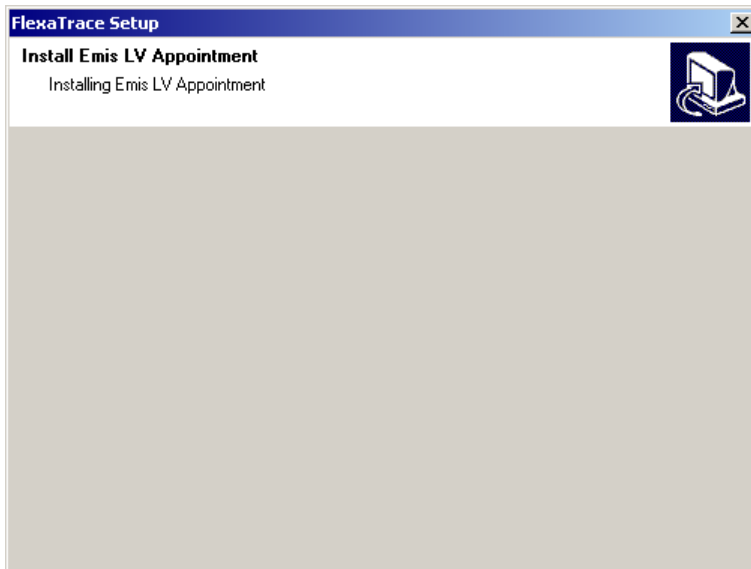 FlexaTrace Setup
Install Emis LV Appointment
Installing Emis LV Appointment